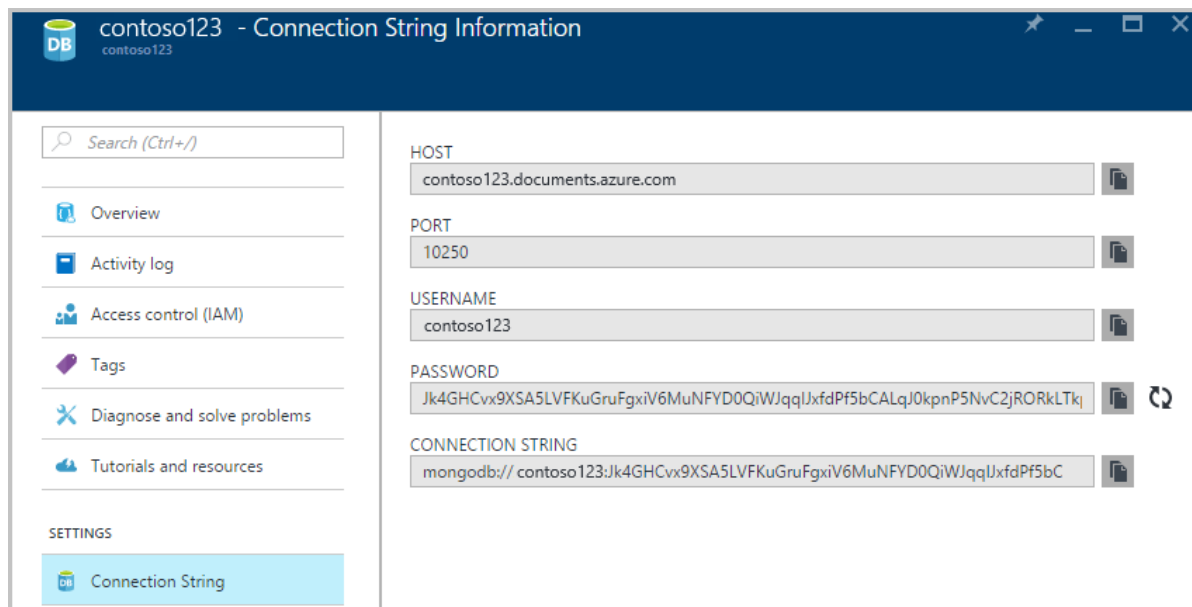 contoso123 - Connection String Information
contoso123
Search (Ctrl+/)
Overview
Activity log
Access control (IAM)
Tags
Diagnose and solve problems
Tutorials and resources
SETTINGS
DB Connection String
HOST
contoso123.documents.azure.com
PORT
10250
USERNAME
contoso123
PASSWORD
Jk4GHCvx9XSA5LVFKuGruFgxiV6MuNFYD0QiWJqqIJxfdPf5bCALqJ0kpnP5NvC2jRORkLTk
CONNECTION STRING
mongodb:// contoso123:Jk4GHCvx9XSA5LVFKuGruFgxiV6MuNFYD0QiWJqqIJxfdPf5bC